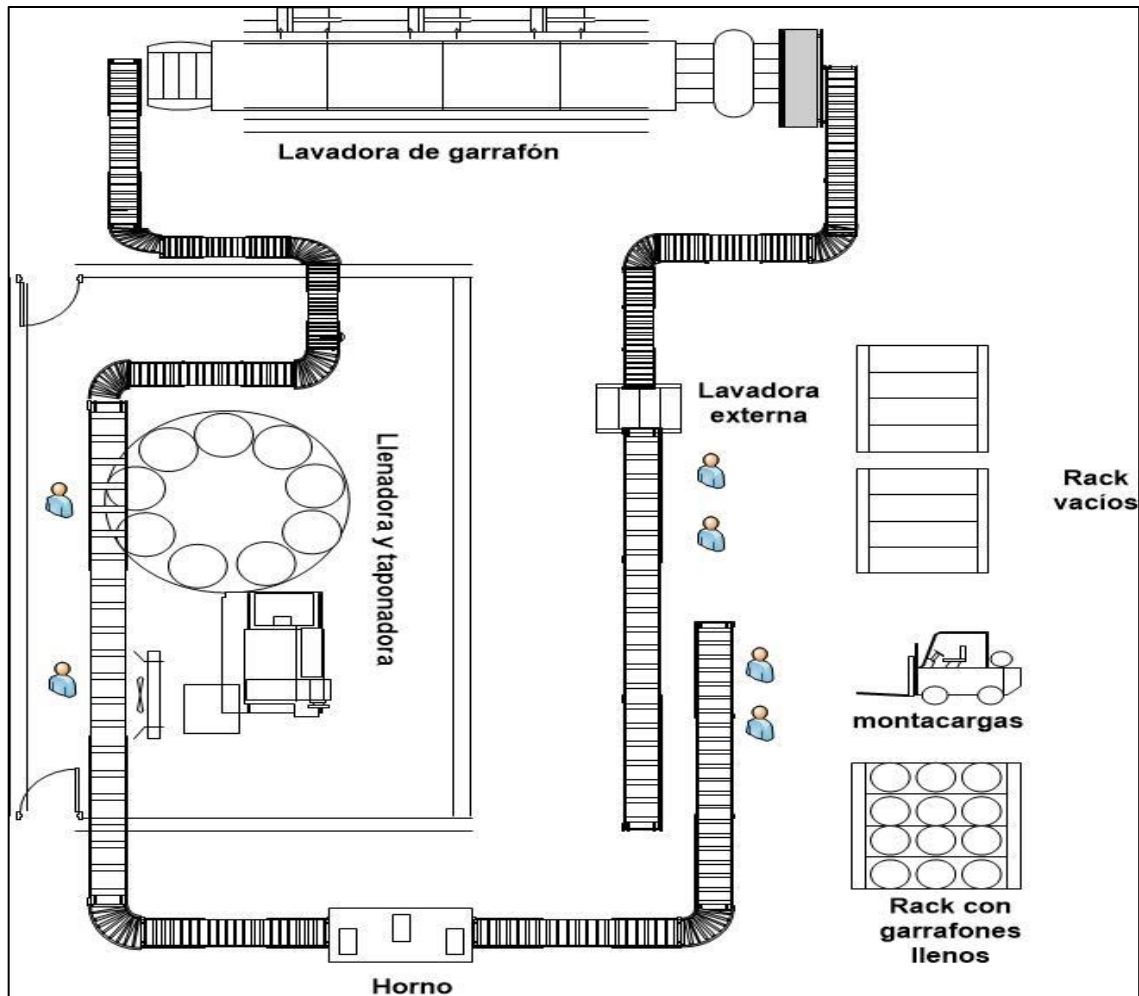 Lavadora de garrafón
Lavadora
externa
Rack
vacíos
Llenadora y taponadora
montacargas
Rack con
garrafones
llenos
Horno